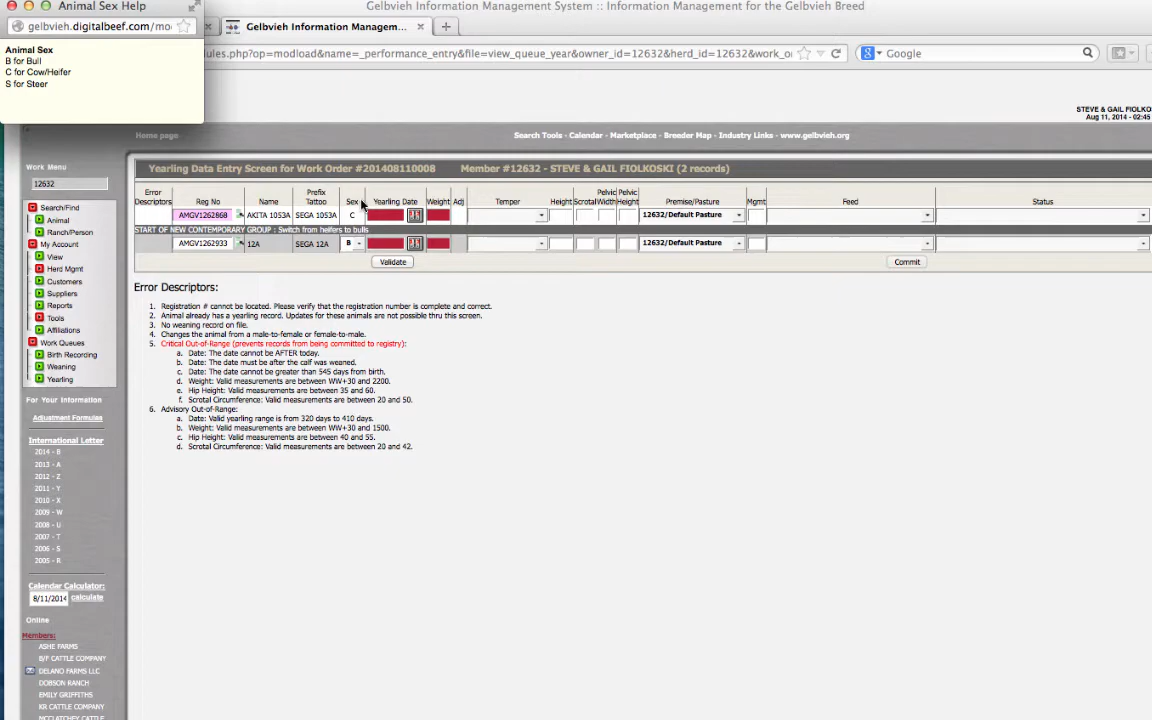 Animal Sex Help
Gelbvieh Information Management System :: Information Management for the Gelbvieh Breed
gelbvieh.digitalbeef.com/mo
Gelbvieh Information Managem...
dules.php?op=modload&name=_performance_entry&file=view_queue_year&owner_id=12632&herd_id=12632&work_o
Google
Animal Sex
B for Bull
C for Cow/Heifer
S for Steer
STEVE & GAIL FIOLKO
Aug 11, 2014 - 02:45
Home page
Search Tools - Calendar - Marketplace - Breeder Map - Industry Links - www.gelbvieh.org
Work Menu
12632
Search/Find
Animal
Ranch/Person
My Account
View
Herd Mgmt
Customers
Suppliers
Reports
Tools
Affiliations
Work Queues
Birth Recording
Weaning
Yearling
For Your Information
Adjustment Formulas
International Letter
2014 - B
2013 - A
2012 - Z
2011 - Y
2010 - X
2009 - W
2008 - U
2007 - T
2006 - S
2005 - R
Calendar Calculator:
8/11/2014 calculate
Online
Members:
ASHE FARMS
B/F CATTLE COMPANY
DELANO FARMS LLC
DOBSON RANCH
EMILY GRIFFITHS
KR CATTLE COMPANY
Yearling Data Entry Screen for Work Order #201408110008 Member #12632 - STEVE & GAIL FIOLKOSKI (2 records)
Error Descriptors Reg No Name Prefix Tattoo Sex Yearling Date Weight Adj Temper Height Scrotal Pelvic Width Pelvic Height Premise/Pasture Mgmt Feed Status
AMGV1262868 AKITA 1053A SEGA 1053A C 12632/Default Pasture
START OF NEW CONTEMPORARY GROUP : Switch from heifers to bulls
AMGV1262933 12A SEGA 12A B 12632/Default Pasture
Validate Commit
Error Descriptors:
1. Registration # cannot be located. Please verify that the registration number is complete and correct.
2. Animal already has a yearling record. Updates for these animals are not possible thru this screen.
3. No weaning record on file.
4. Changes the animal from a male-to-female or female-to-male.
5. Critical Out-of-Range (prevents records from being committed to registry):
a. Date: The date cannot be AFTER today.
b. Date: The date must be after the calf was weaned.
c. Date: The date cannot be greater than 545 days from birth.
d. Weight: Valid measurements are between WW+30 and 2200.
e. Hip Height: Valid measurements are between 35 and 60.
f. Scrotal Circumference: Valid measurements are between 20 and 50.
6. Advisory Out-of-Range:
a. Date: Valid yearling range is from 320 days to 410 days.
b. Weight: Valid measurements are between WW+30 and 1500.
c. Hip Height: Valid measurements are between 40 and 55.
d. Scrotal Circumference: Valid measurements are between 20 and 42.